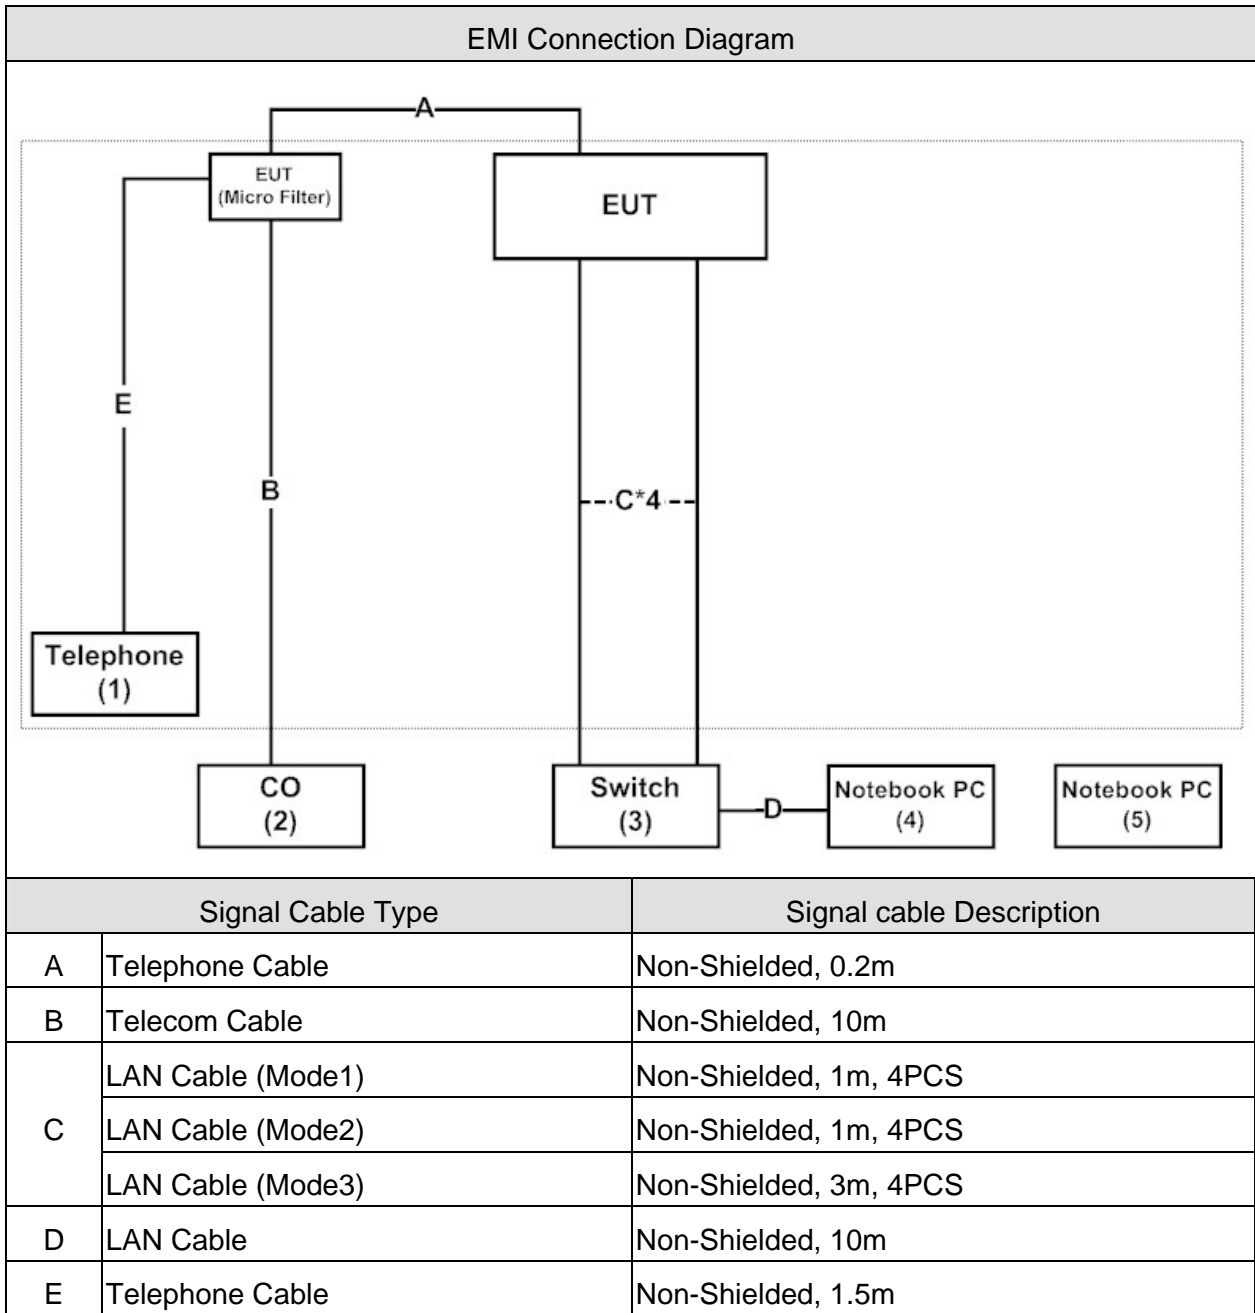 EMI Connection Diagram
A
EUT
(Micro Filter)
EUT
E
B
C*4
Telephone
(1)
CO
(2)
Switch
(3)
D
Notebook PC
(4)
Notebook PC
(5)
Signal Cable Type Signal cable Description
A Telephone Cable Non-Shielded, 0.2m
B Telecom Cable Non-Shielded, 10m
C LAN Cable (Mode1) Non-Shielded, 1m, 4PCS
LAN Cable (Mode2) Non-Shielded, 1m, 4PCS
LAN Cable (Mode3) Non-Shielded, 3m, 4PCS
D LAN Cable Non-Shielded, 10m
E Telephone Cable Non-Shielded, 1.5m